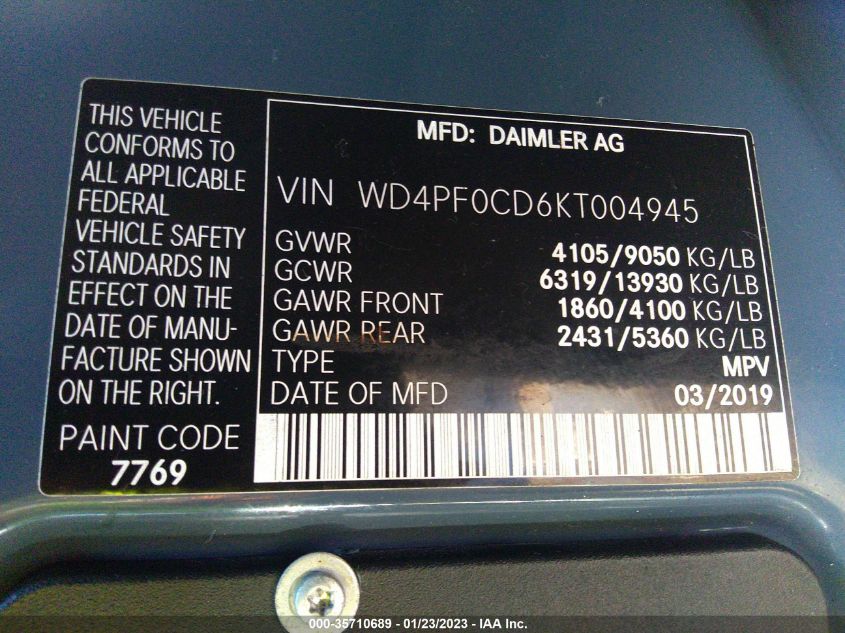 THIS VEHICLE
CONFORMS TO
ALL APPLICABLE
FEDERAL
VEHICLE SAFETY
STANDARDS IN
EFFECT ON THE
DATE OF MANU-
FACTURE SHOWN
ON THE RIGHT.
PAINT CODE
7769
MFD: DAIMLER AG
VIN WD4PF0CD6KT004945
GVWR 4105/9050 KG/LB
GCWR 6319/13930 KG/LB
GAWR FRONT 1860/4100 KG/LB
GAWR REAR 2431/5360 KG/LB
TYPE MPV
DATE OF MFD 03/2019
000-35710689 - 01/23/2023 - IAA Inc.